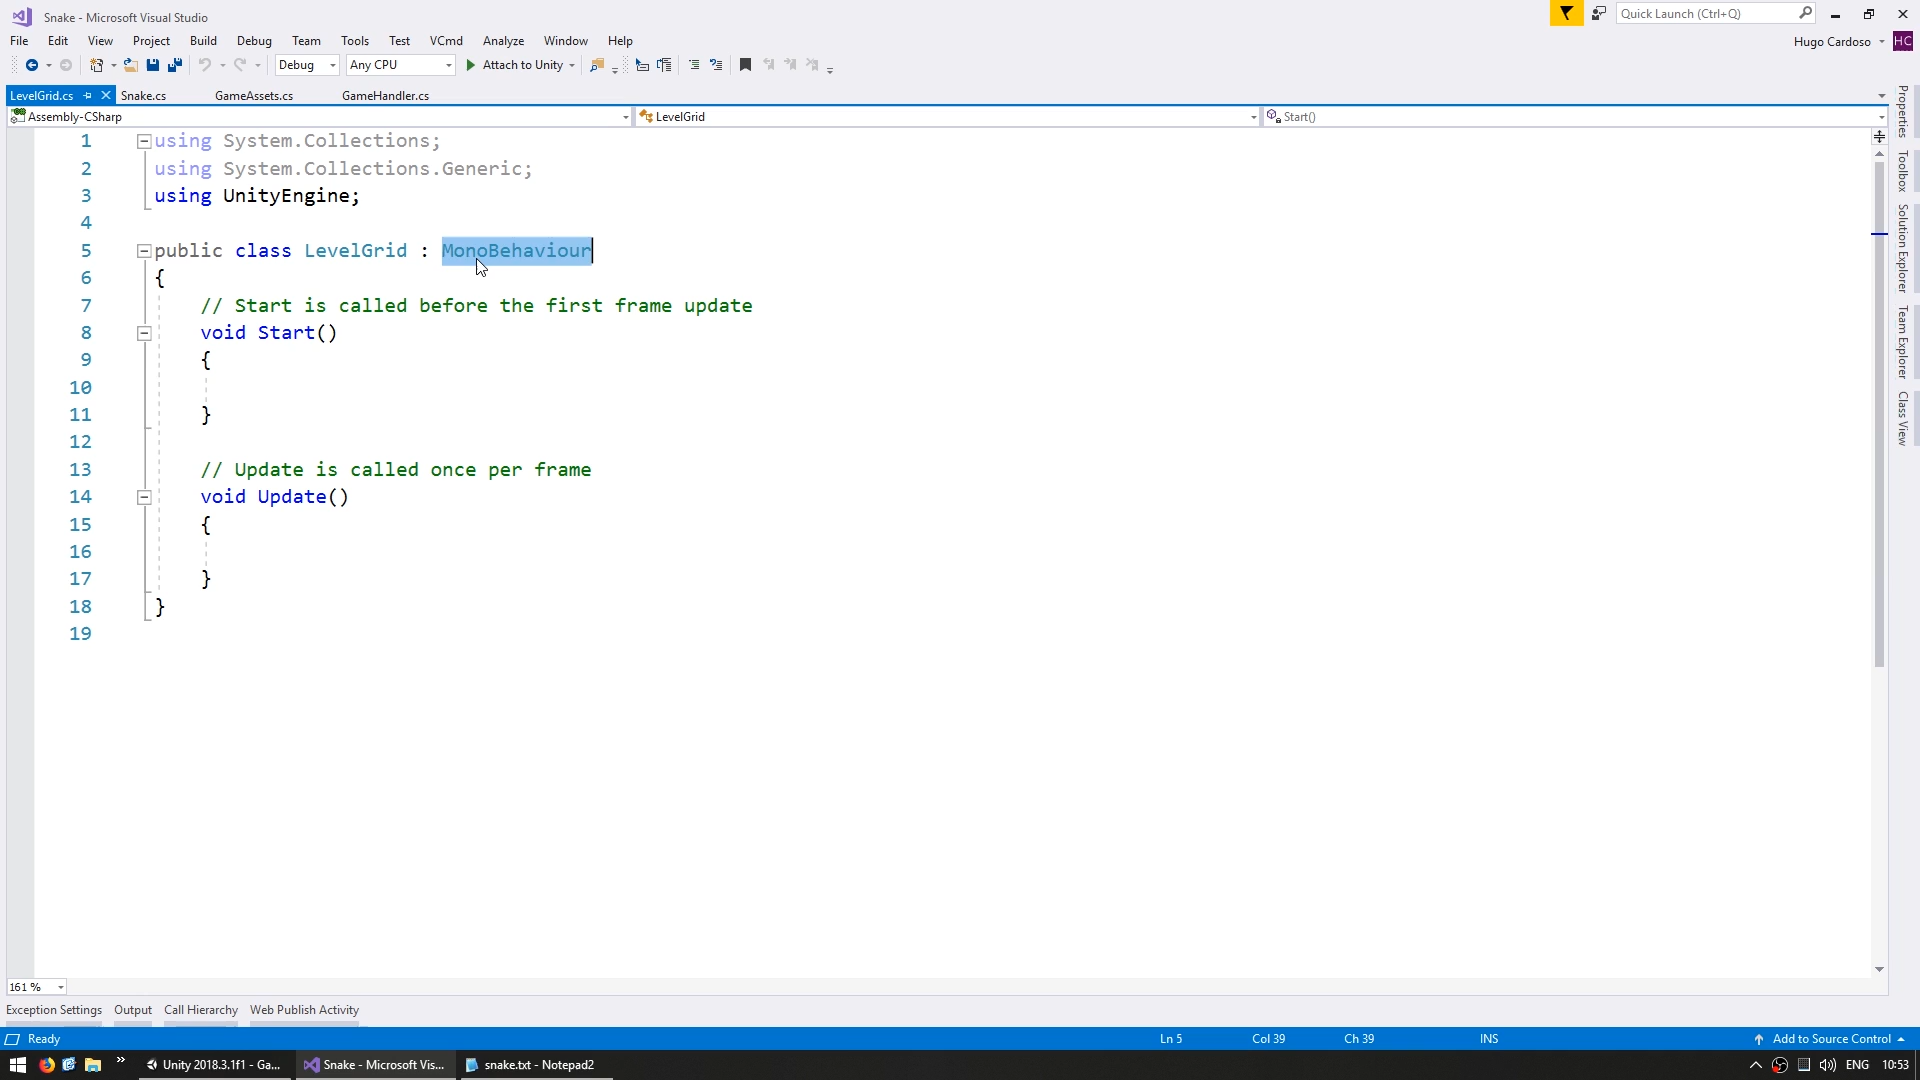 Snake - Microsoft Visual Studio
Quick Launch (Ctrl+Q)
File Edit View Project Build Debug Team Tools Test VCmd Analyze Window Help
Hugo Cardoso HC
Debug Any CPU Attach to Unity
LevelGrid.cs Snake.cs GameAssets.cs GameHandler.cs
Assembly-CSharp LevelGrid Start()
1 using System.Collections;
2 using System.Collections.Generic;
3 using UnityEngine;
4
5 public class LevelGrid : MonoBehaviour
6 {
7 // Start is called before the first frame update
8 void Start()
9 {
10
11 }
12
13 // Update is called once per frame
14 void Update()
15 {
16
17 }
18 }
19
Properties
Toolbox
Solution Explorer
Team Explorer
Class View
161 %
Exception Settings Output Call Hierarchy Web Publish Activity
Ready Ln 5 Col 39 Ch 39 INS Add to Source Control
Unity 2018.3.1f1 - Ga... Snake - Microsoft Vis... snake.txt - Notepad2 ENG 10:53